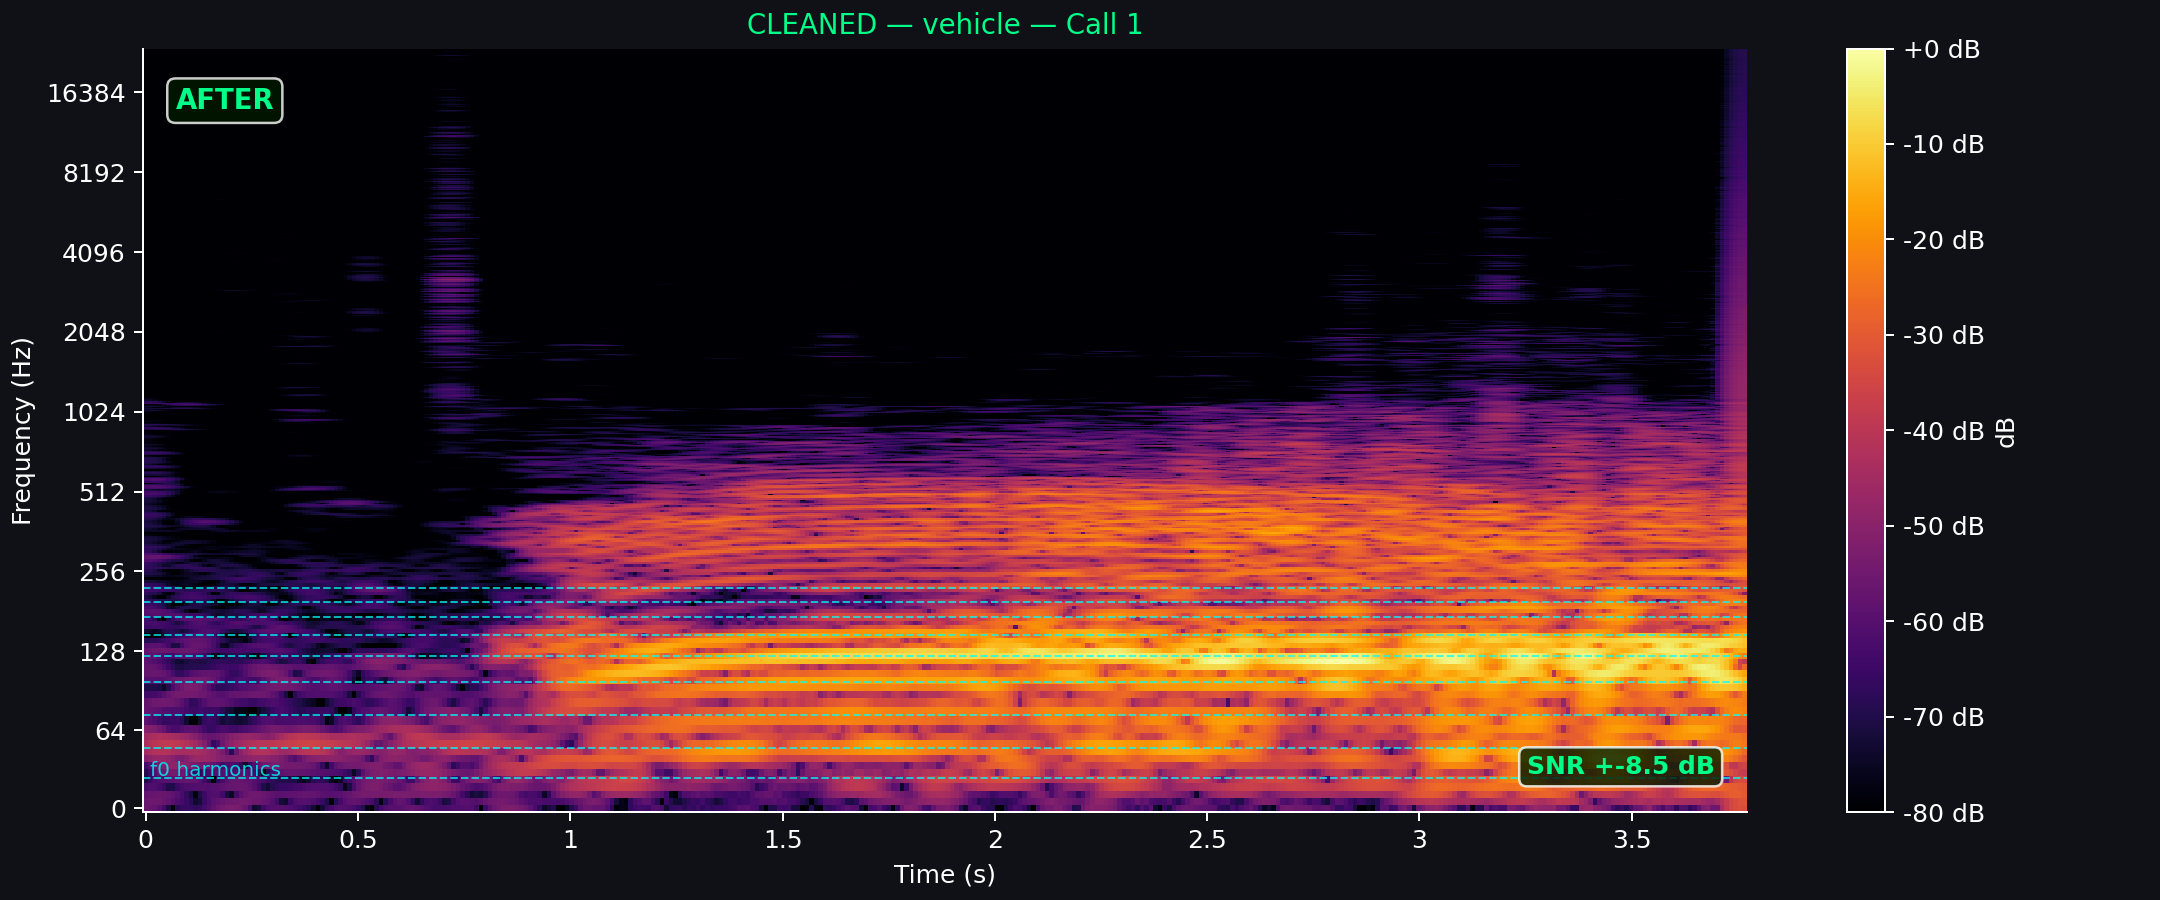 CLEANED — vehicle — Call 1
AFTER
Frequency (Hz)
16384
8192
4096
2048
1024
512
256
128
64
0
f0 harmonics
SNR +-8.5 dB
0
0.5
1
1.5
2
2.5
3
3.5
Time (s)
+0 dB
-10 dB
-20 dB
-30 dB
-40 dB
-50 dB
-60 dB
-70 dB
-80 dB
dB